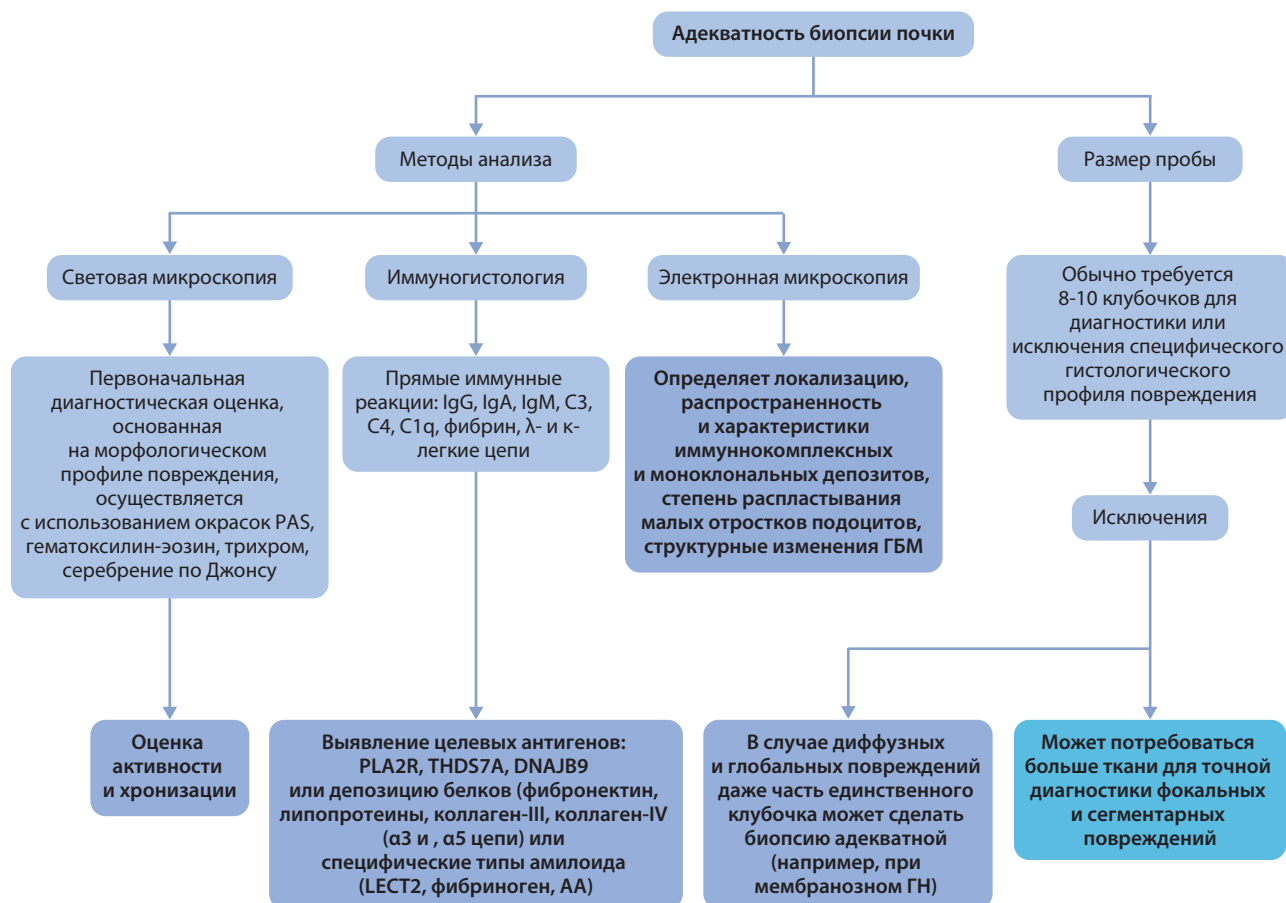 Адекватность биопсии почки
Методы анализа
Размер пробы
Световая микроскопия
Иммуногистология
Электронная микроскопия
Обычно требуется
8-10 клубочков для
диагностики или
исключения специфического
гистологического
профиля повреждения
Первоначальная
диагностическая оценка,
основанная
на морфологическом
профиле повреждения,
осуществляется
с использованием окрасок PAS,
гематоксилин-эозин, трихром,
серебрение по Джонсу
Прямые иммунные
реакции: IgG, IgA, IgM, C3,
C4, C1q, фибрин, λ- и κ-
легкие цепи
Определяет локализацию,
распространенность
и характеристики
иммуннокомплексных
и моноклональных депозитов,
степень распластывания
малых отростков подоцитов,
структурные изменения ГБМ
Исключения
Оценка
активности
и хронизации
Выявление целевых антигенов:
PLA2R, THDS7A, DNAJB9
или депозицию белков (фибронектин,
липопротеины, коллаген-III, коллаген-IV
(α3 и , α5 цепи) или
специфические типы амилоида
(LECT2, фибриноген, АА)
В случае диффузных
и глобальных повреждений
даже часть единственного
клубочка может сделать
биопсию адекватной
(например, при
мембранозном ГН)
Может потребоваться
больше ткани для точной
диагностики фокальных
и сегментарных
повреждений